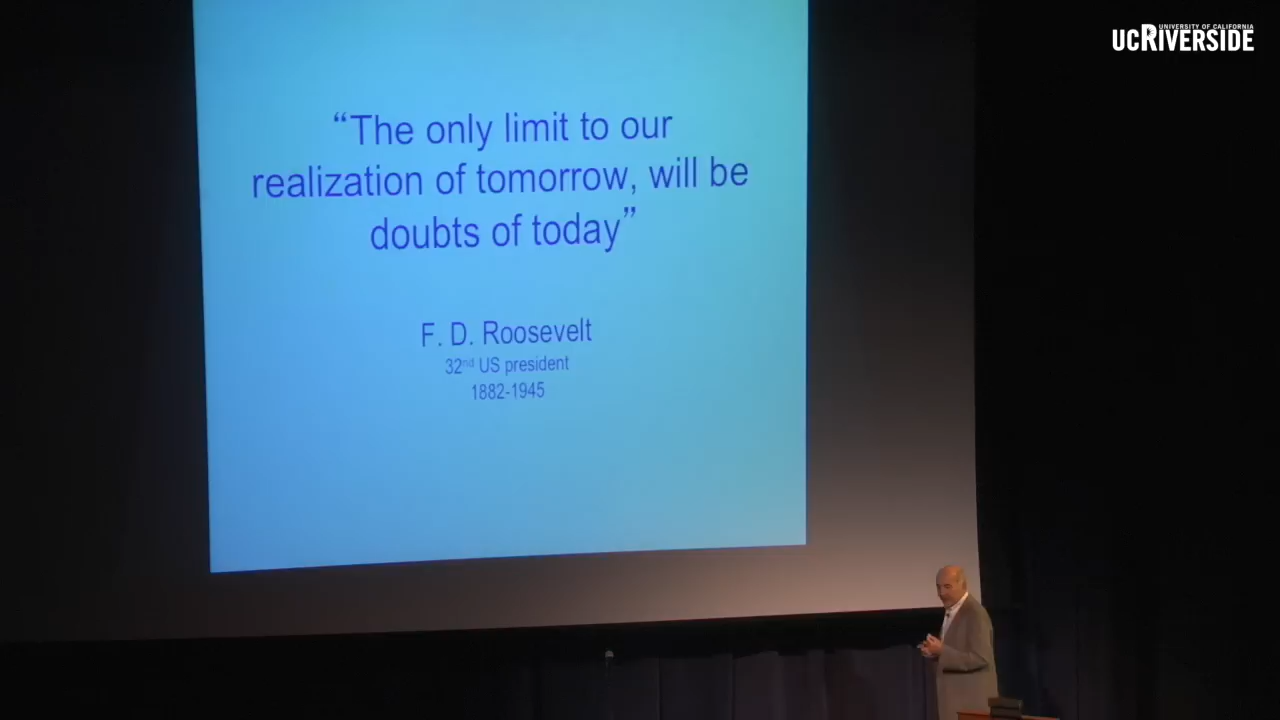 UNIVERSITY OF CALIFORNIA
UCRIVERSIDE
“The only limit to our
realization of tomorrow, will be
doubts of today”
F. D. Roosevelt
32nd US president
1882-1945